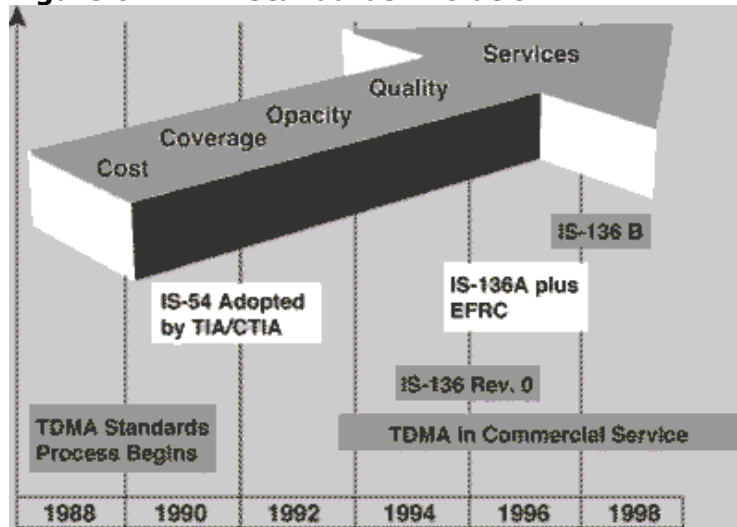 Services
Quality
Opacity
Coverage
Cost
IS-136 B
IS-54 Adopted
by TIA/CTIA
IS-136A plus
EFRC
IS-136 Rev. 0
TDMA Standards
Process Begins
TDMA in Commercial Service
1988 1990 1992 1994 1996 1998